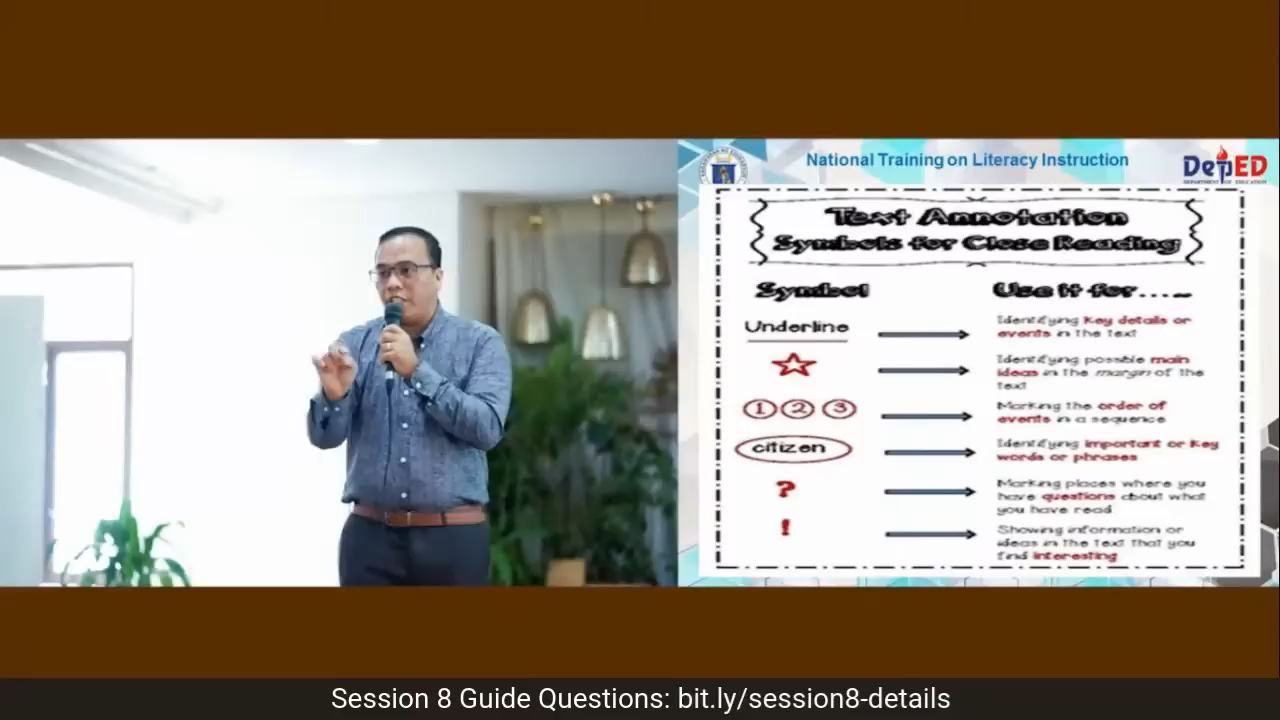 National Training on Literacy Instruction
DepED
DEPARTMENT OF EDUCATION
Text Annotation
Symbols for Close Reading
Symbol
Use it for......
Underline
Identifying key details or
events in the text
Identifying possible main
ideas in the margin of the
text
1 2 3
Marking the order of
events in a sequence
citizen
Identifying important or key
words or phrases
?
Marking places where you
have questions about what
you have read
!
Showing information or
ideas in the text that you
find interesting
Session 8 Guide Questions: bit.ly/session8-details